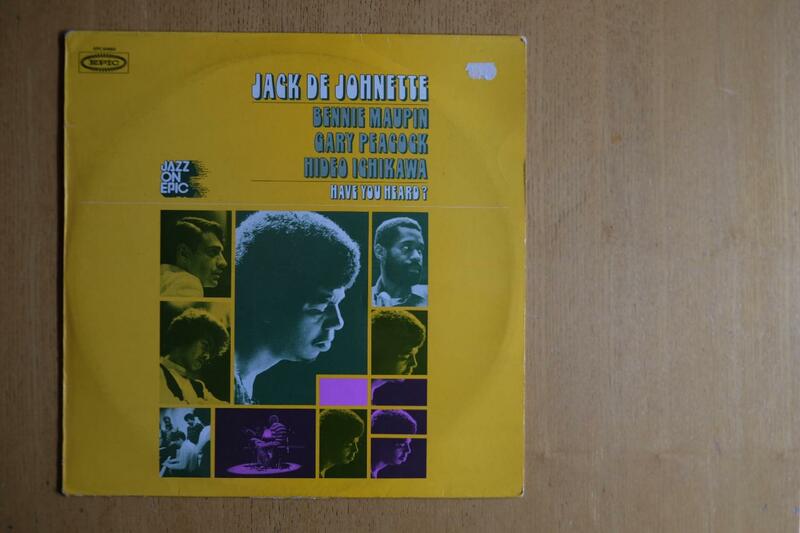 EPIC
JACK DE JOHNETTE
BENNIE MAUPIN
GARY PEACOCK
HIDEO ICHIKAWA
HAVE YOU HEARD?
JAZZ
ON
EPIC